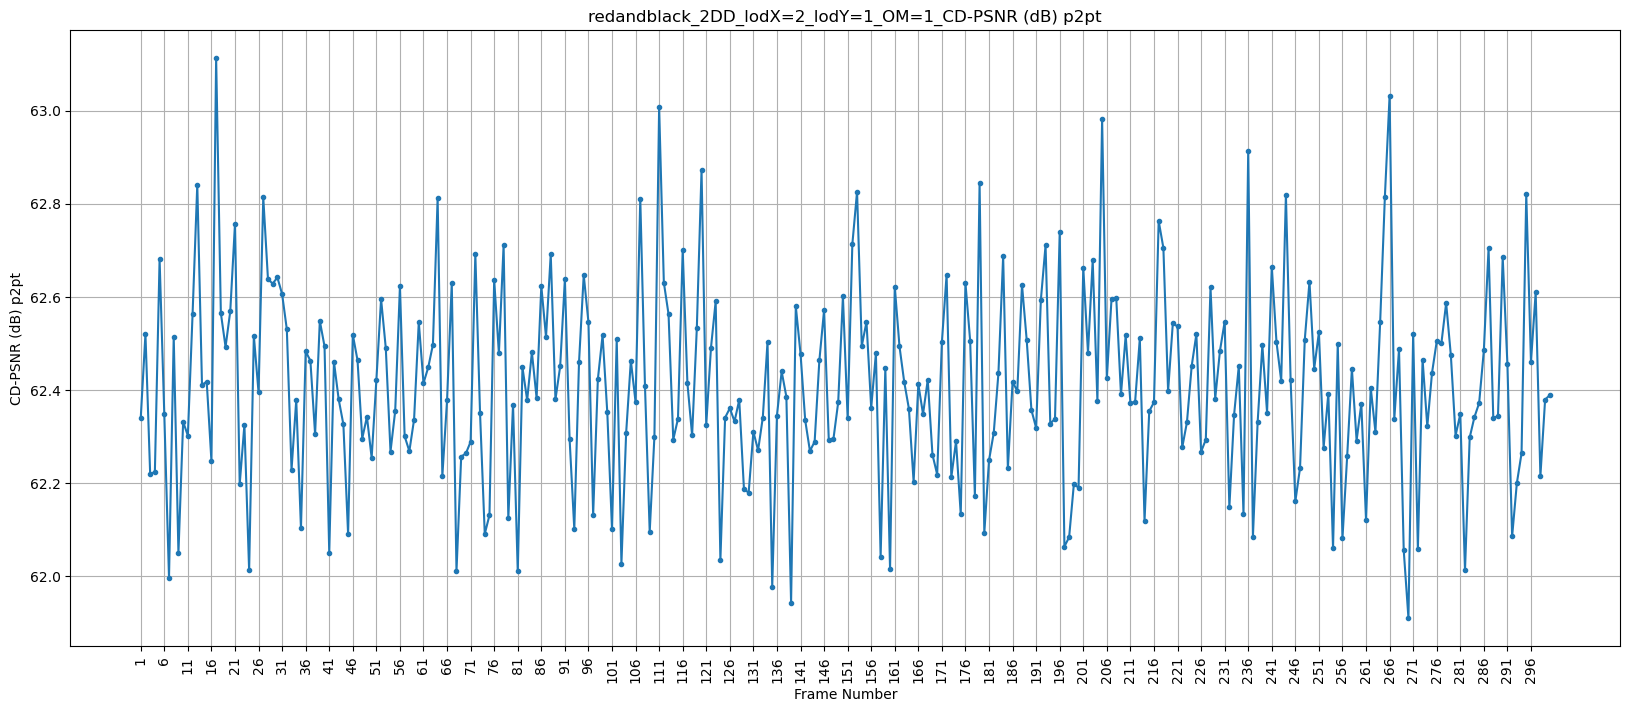 redandblack_2DD_lodX=2_lodY=1_OM=1_CD-PSNR (dB) p2pt
63.0
62.8
62.6
62.4
62.2
62.0
CD-PSNR (dB) p2pt
1 6 11 16 21 26 31 36 41 46 51 56 61 66 71 76 81 86 91 96 101 106 111 116 121 126 131 136 141 146 151 156 161 166 171 176 181 186 191 196 201 206 211 216 221 226 231 236 241 246 251 256 261 266 271 276 281 286 291 296
Frame Number